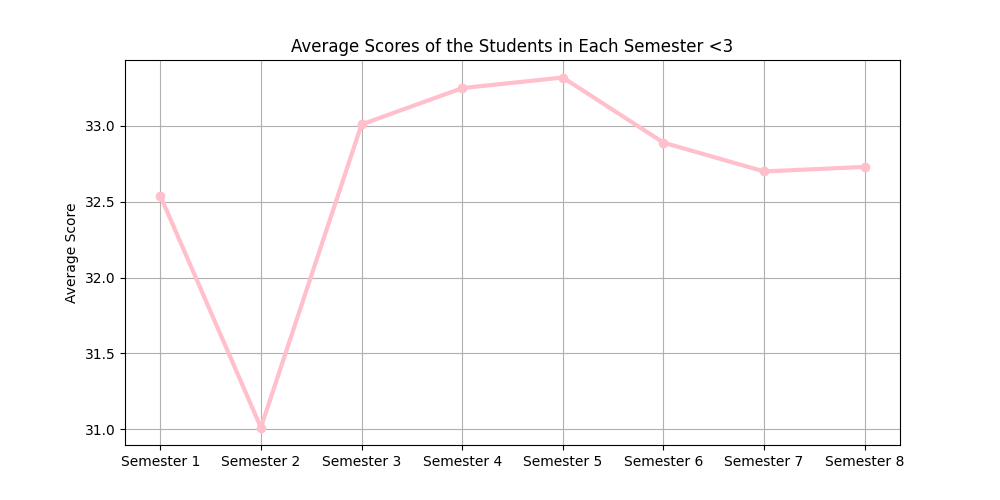 Average Scores of the Students in Each Semester <3
Average Score
33.0
32.5
32.0
31.5
31.0
Semester 1 Semester 2 Semester 3 Semester 4 Semester 5 Semester 6 Semester 7 Semester 8